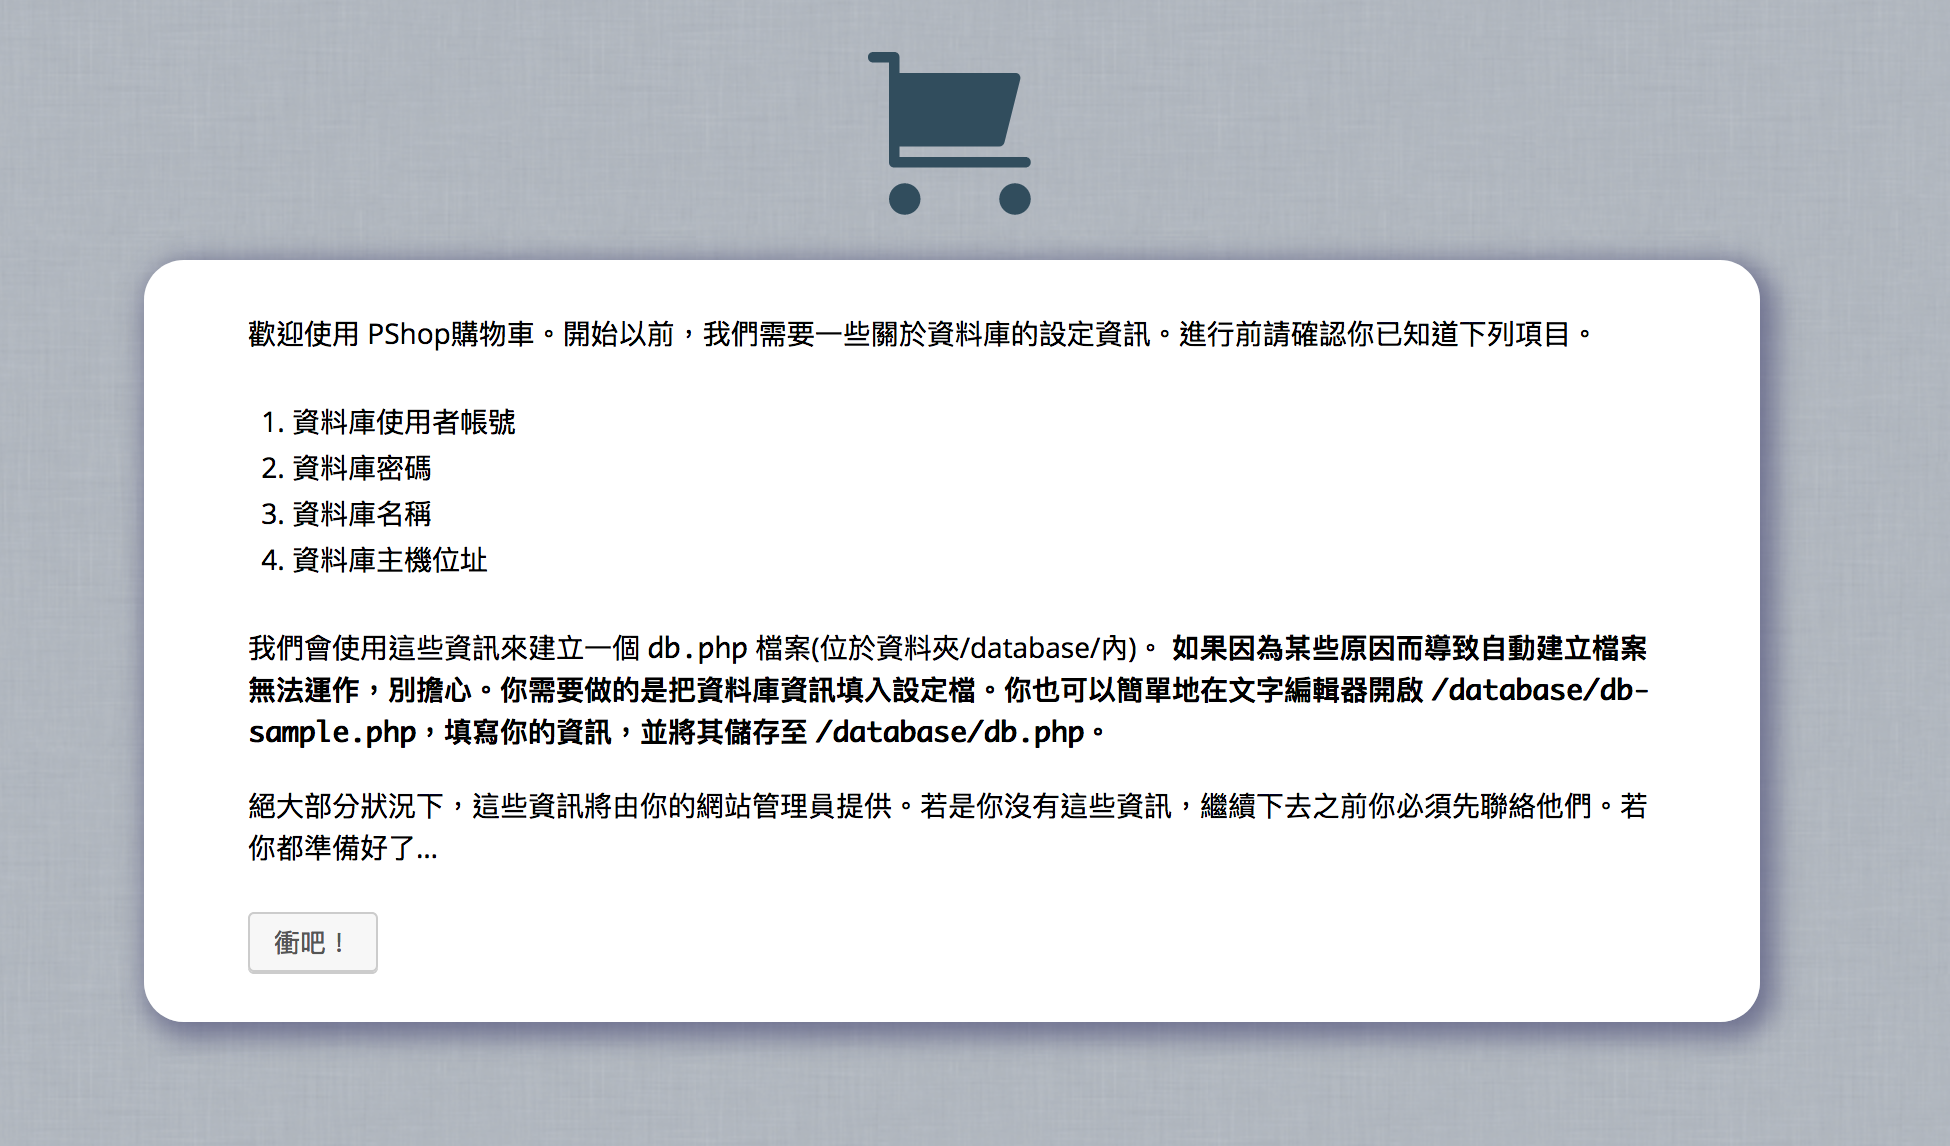 歡迎使用 PShop購物車。開始以前，我們需要一些關於資料庫的設定資訊。進行前請確認你已知道下列項目。
1. 資料庫使用者帳號
2. 資料庫密碼
3. 資料庫名稱
4. 資料庫主機位址
我們會使用這些資訊來建立一個 db.php 檔案(位於資料夾/database/內)。 如果因為某些原因而導致自動建立檔案
無法運作，別擔心。你需要做的是把資料庫資訊填入設定檔。你也可以簡單地在文字編輯器開啟 /database/db-
sample.php，填寫你的資訊，並將其儲存至 /database/db.php。
絕大部分狀況下，這些資訊將由你的網站管理員提供。若是你沒有這些資訊，繼續下去之前你必須先聯絡他們。若
你都準備好了...
衝吧！